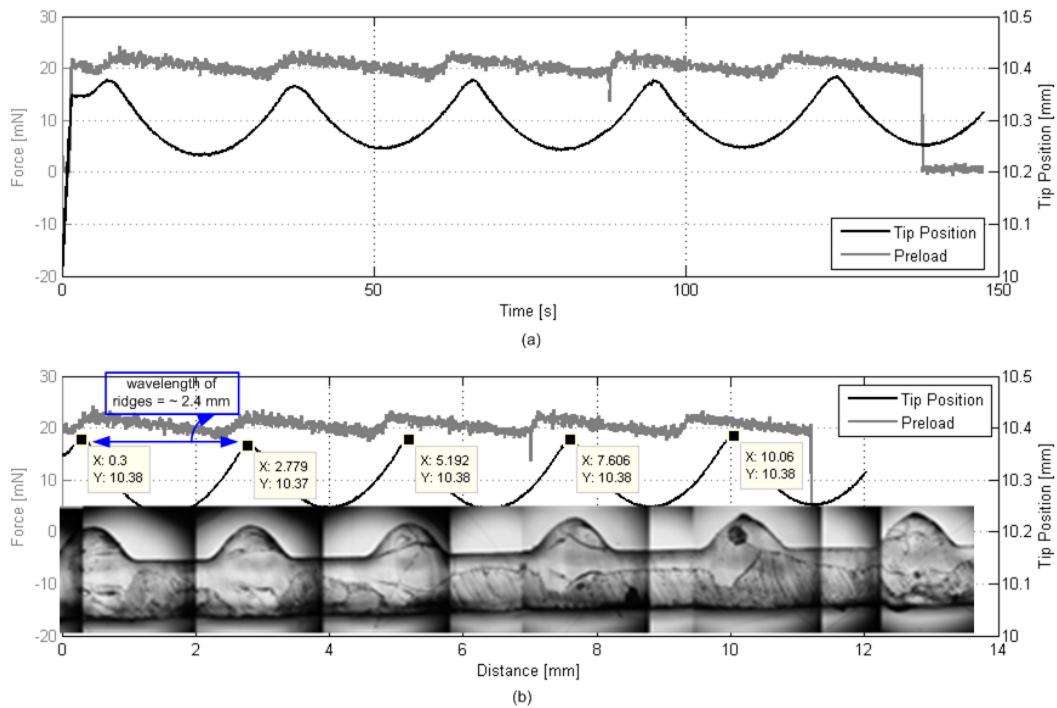 30
20
10
0
-10
-20
Force [mN]
10.5
10.4
10.3
10.2
10.1
10
Tip Position [mm]
Tip Position
Preload
0
50
100
150
Time [s]
(a)
30
20
10
0
-10
-20
Force [mN]
wavelength of
ridges = ~ 2.4 mm
X: 0.3
Y: 10.38
X: 2.779
Y: 10.37
X: 5.192
Y: 10.38
X: 7.606
Y: 10.38
X: 10.06
Y: 10.38
Tip Position
Preload
10.5
10.4
10.3
10.2
10.1
10
Tip Position [mm]
0
2
4
6
8
10
12
14
Distance [mm]
(b)